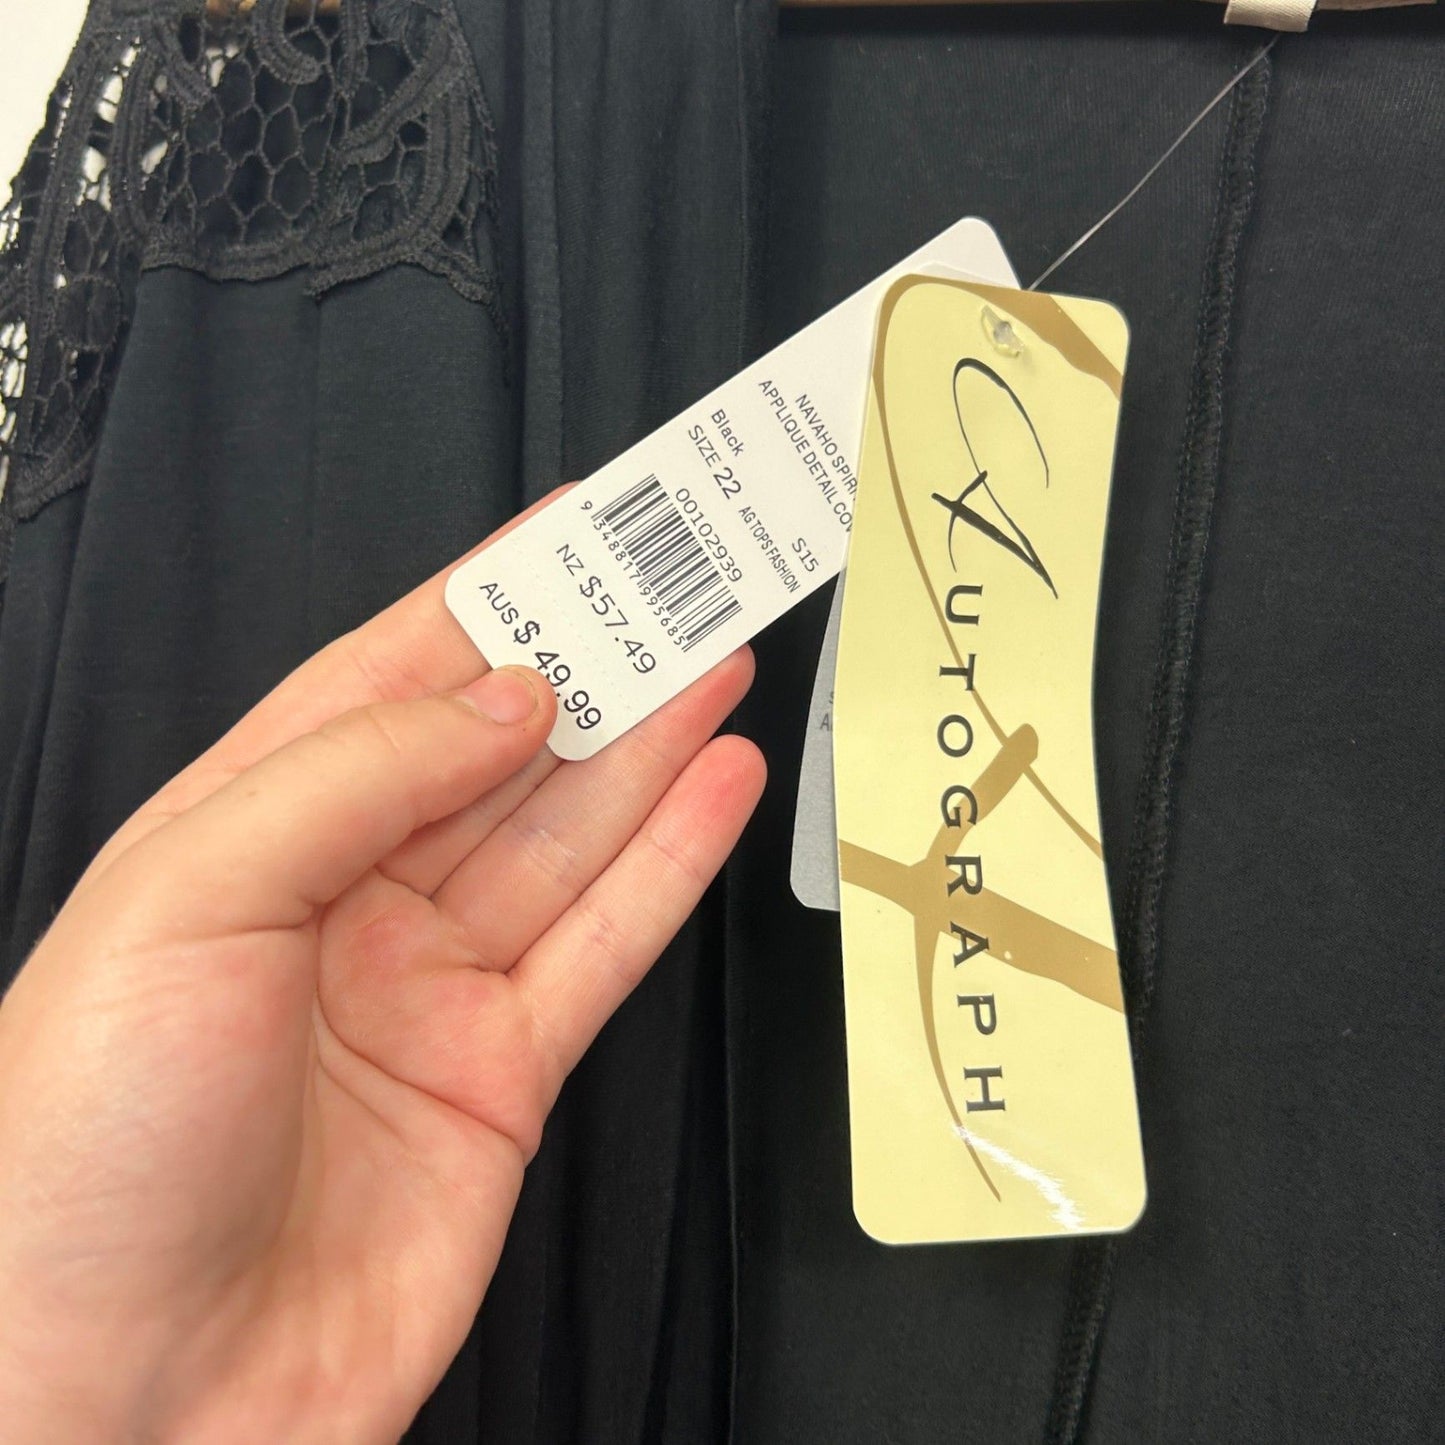 NAVAHO SPIRI
APPLIQUE DETAIL COV
Black
S15
SIZE 22
AG TOPS FASHION
00102939
9 348817 995685
NZ $57.49
AUS $49.99
AUTOGRAPH